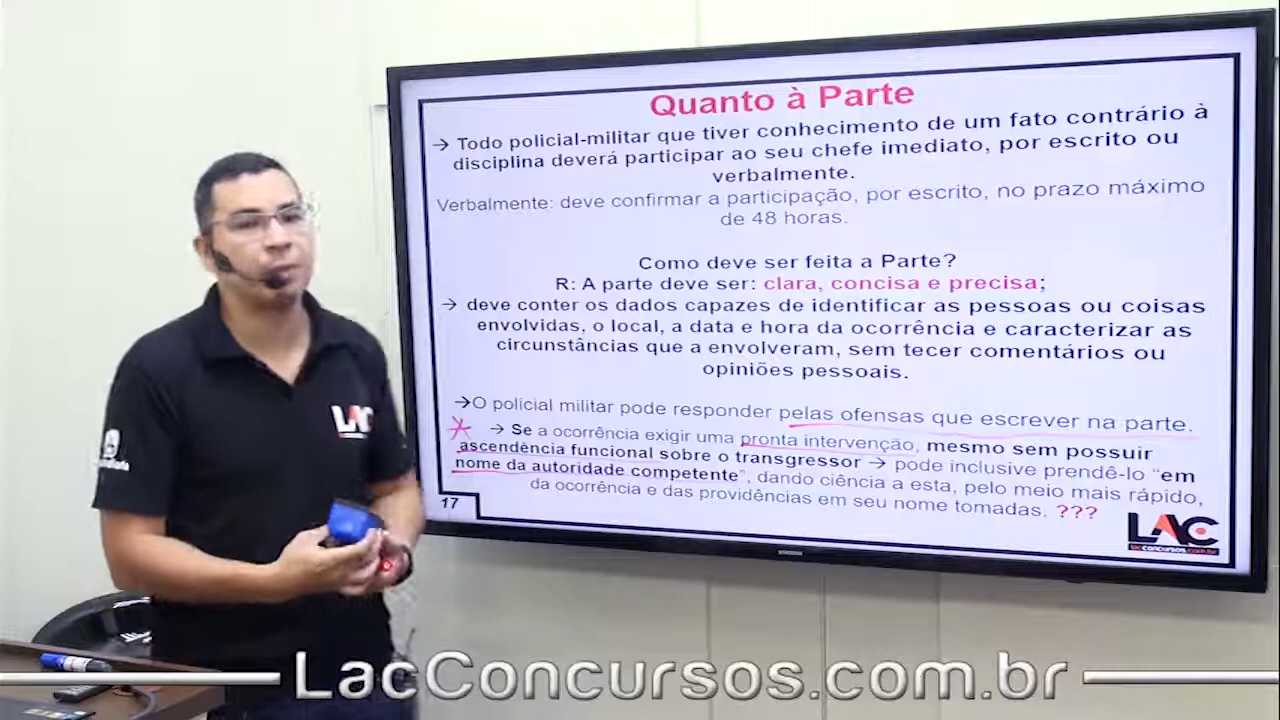 Quanto à Parte
→ Todo policial-militar que tiver conhecimento de um fato contrário à
disciplina deverá participar ao seu chefe imediato, por escrito ou
verbalmente.
Verbalmente: deve confirmar a participação, por escrito, no prazo máximo
de 48 horas.
Como deve ser feita a Parte?
R: A parte deve ser: clara, concisa e precisa;
→ deve conter os dados capazes de identificar as pessoas ou coisas
envolvidas, o local, a data e hora da ocorrência e caracterizar as
circunstâncias que a envolveram, sem tecer comentários ou
opiniões pessoais.
→O policial militar pode responder pelas ofensas que escrever na parte.
→ Se a ocorrência exigir uma pronta intervenção, mesmo sem possuir
ascendência funcional sobre o transgressor → pode inclusive prendê-lo “em
nome da autoridade competente”, dando ciência a esta, pelo meio mais rápido,
da ocorrência e das providências em seu nome tomadas. ???
17
LAC
lacconcursos.com.br
LAC
LacConcursos.com.br